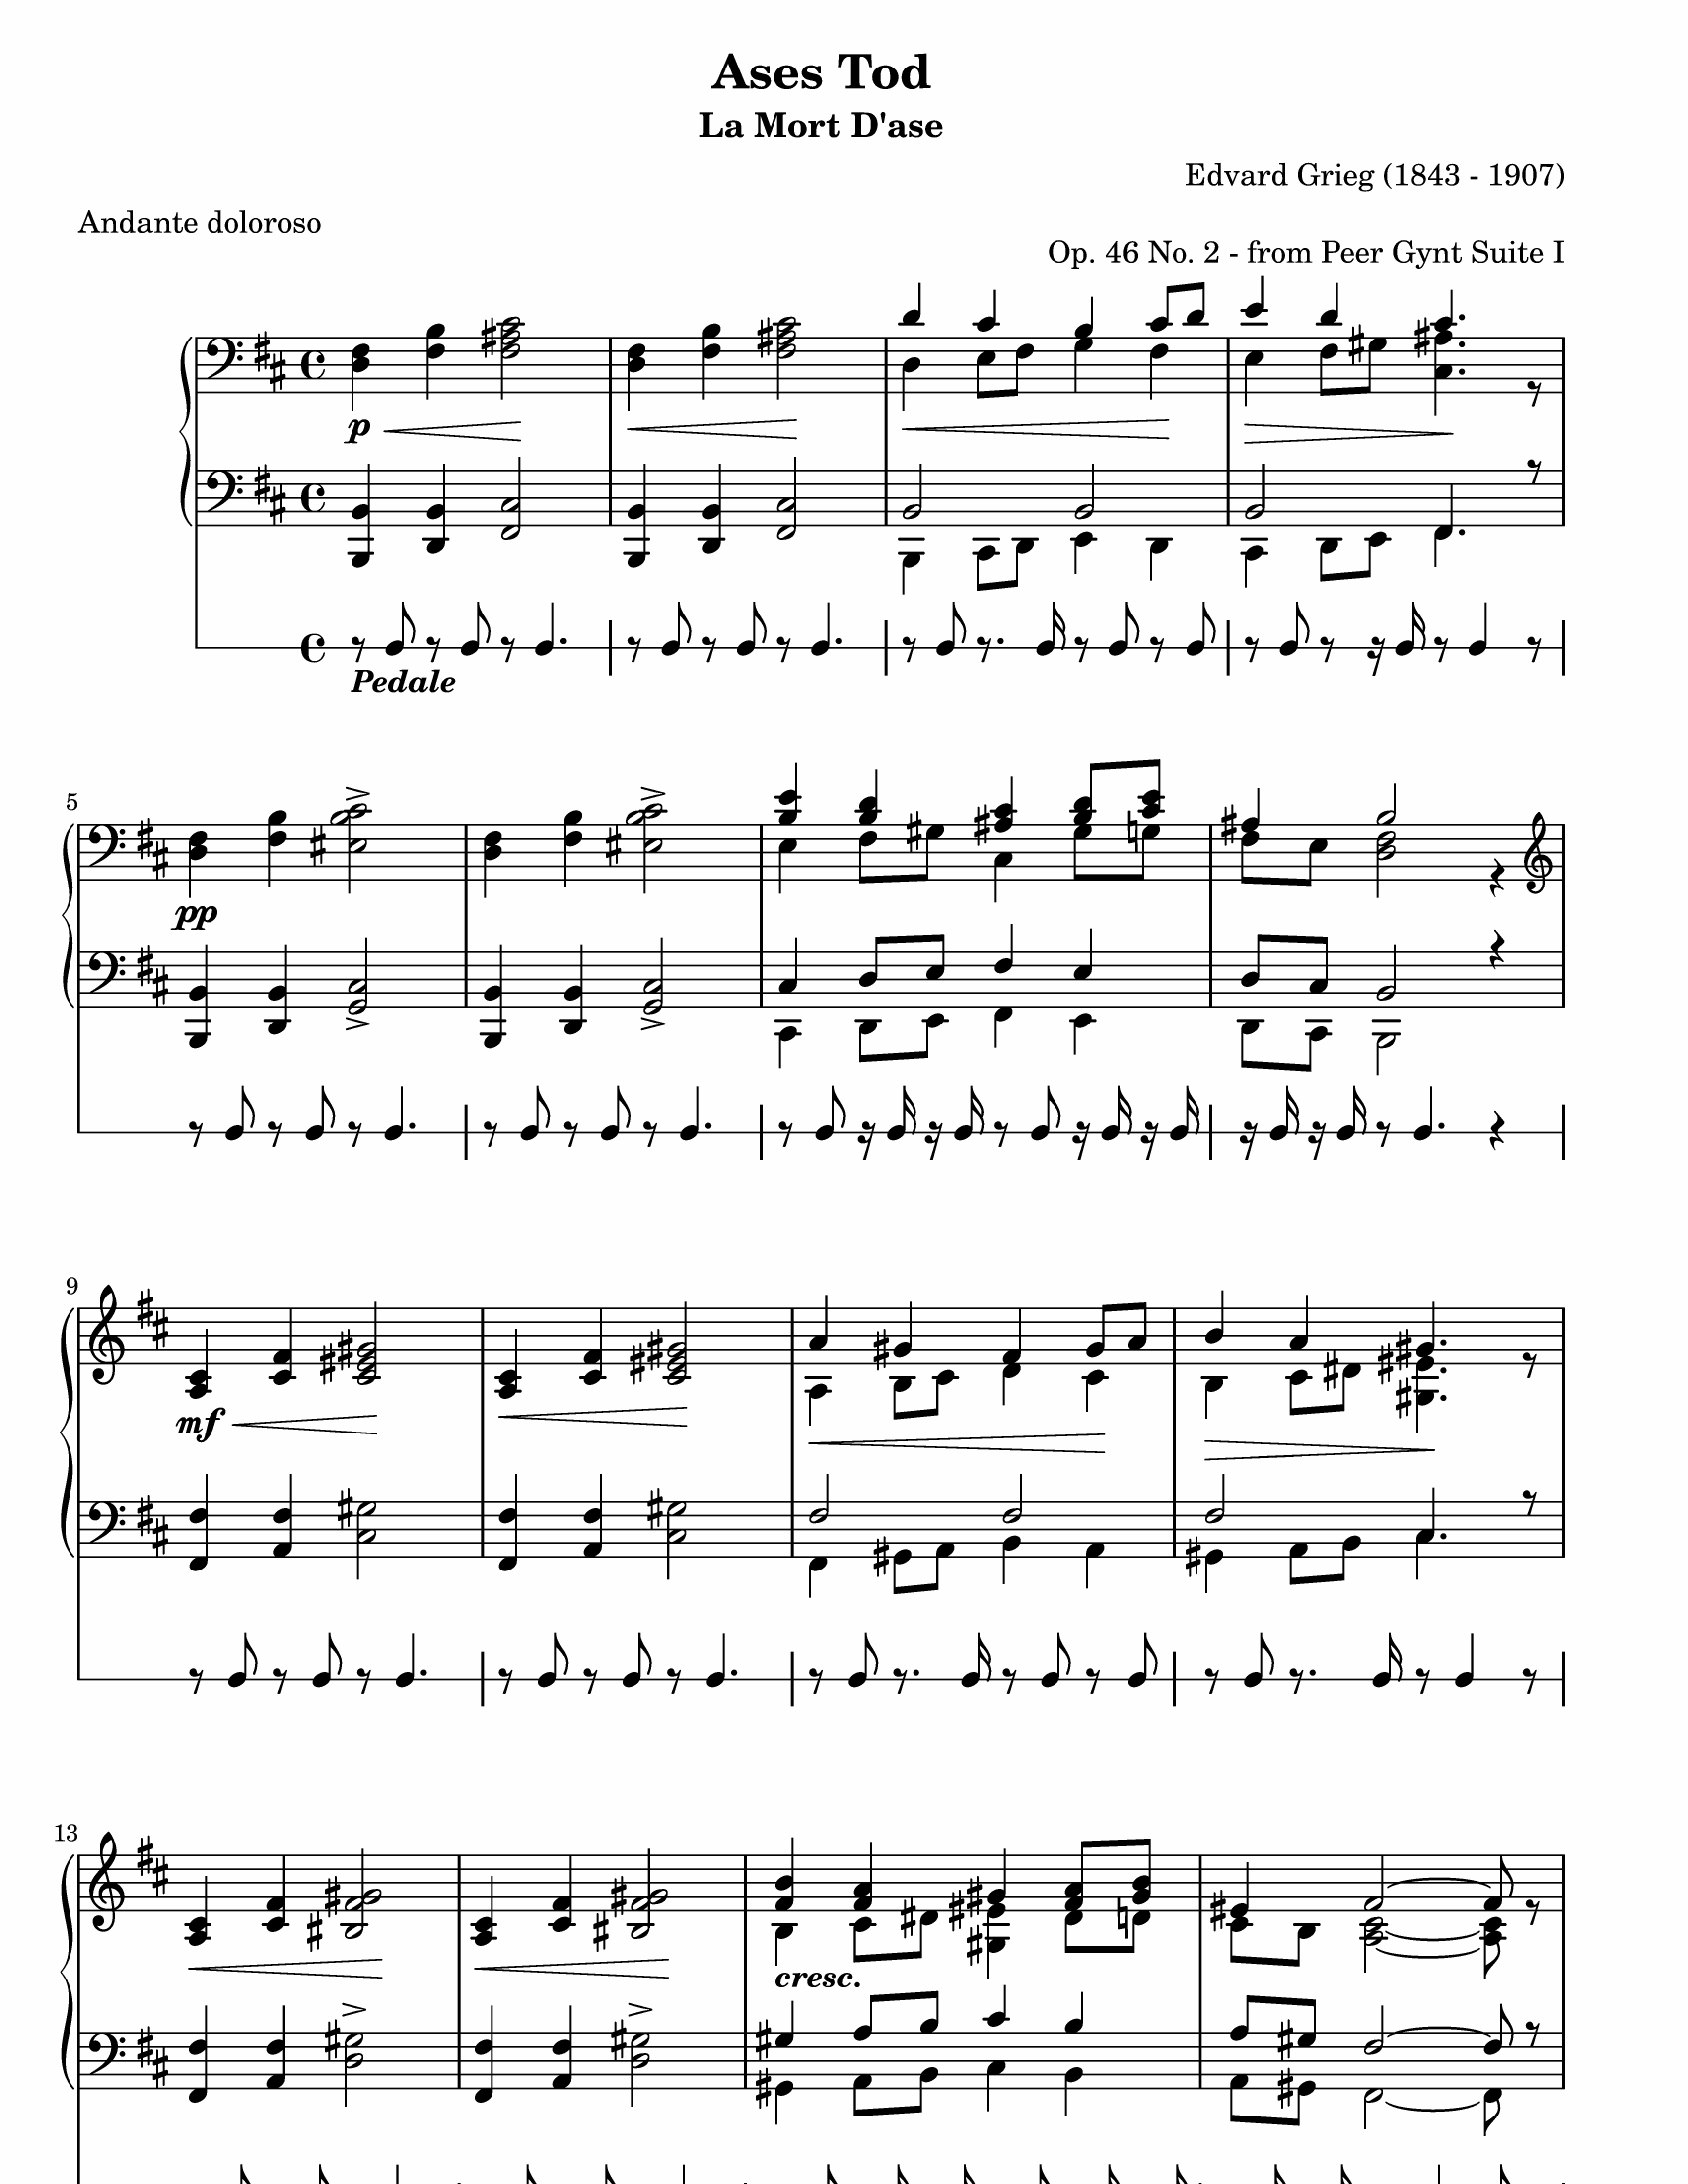 Ases Tod
La Mort D'ase
Edvard Grieg (1843 - 1907)
Andante doloroso
Op. 46 No. 2 - from Peer Gynt Suite I
p
Pedale
5
pp
9
mf
13
cresc.